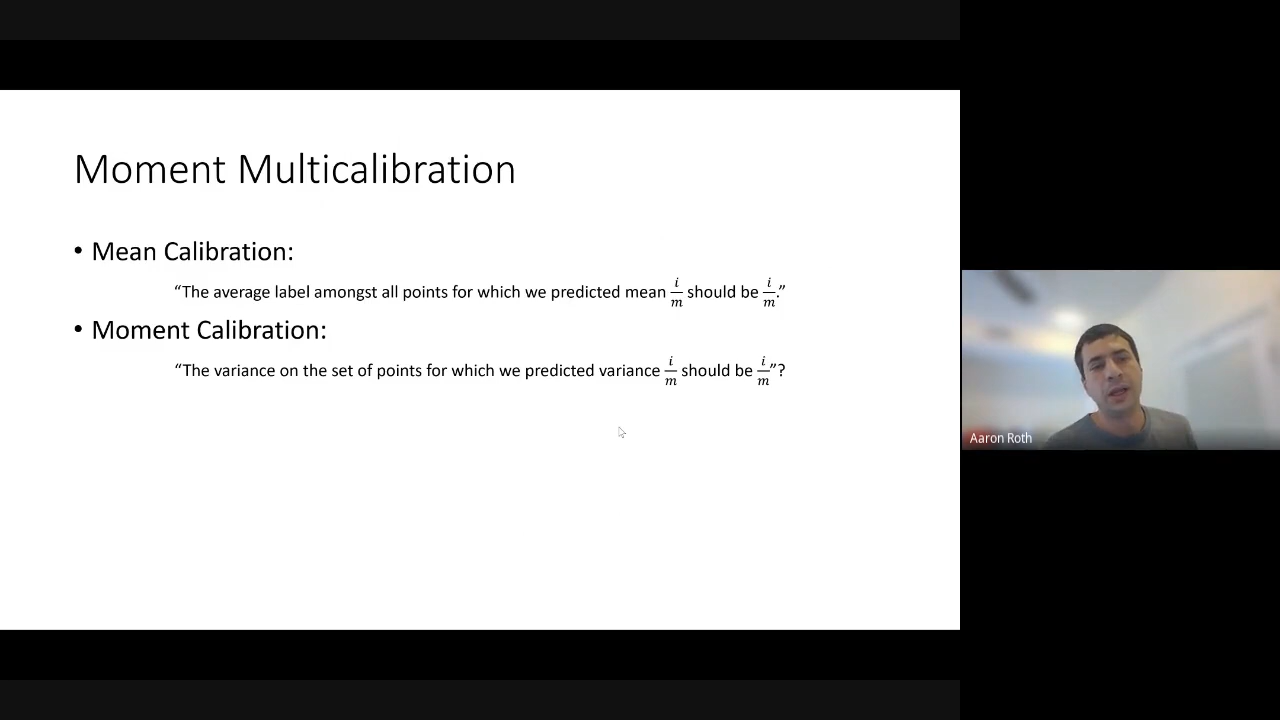 Moment Multicalibration
• Mean Calibration:
“The average label amongst all points for which we predicted mean i/m should be i/m.”
• Moment Calibration:
“The variance on the set of points for which we predicted variance i/m should be i/m”?
Aaron Roth